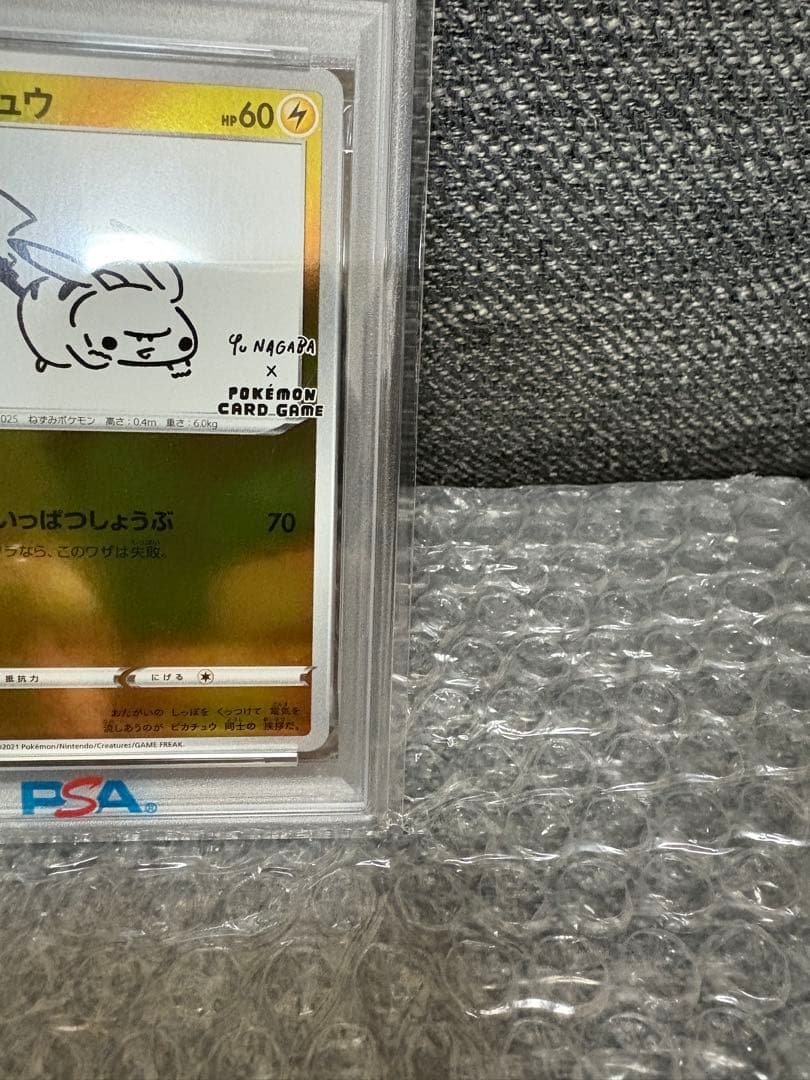 ュウ HP60
Yu NAGABA
×
POKÉMON
CARD GAME
025 ねずみポケモン 高さ:0.4m 重さ:6.0kg
いっぱつしょうぶ 70
ラなら、このワザは失敗。
抵抗力 にげる
おたがいの しっぽを くっつけて 電気を
流しあうのが ピカチュウ 同士の 挨拶だ。
©2021 Pokémon/Nintendo/Creatures/GAME FREAK.
PSA®